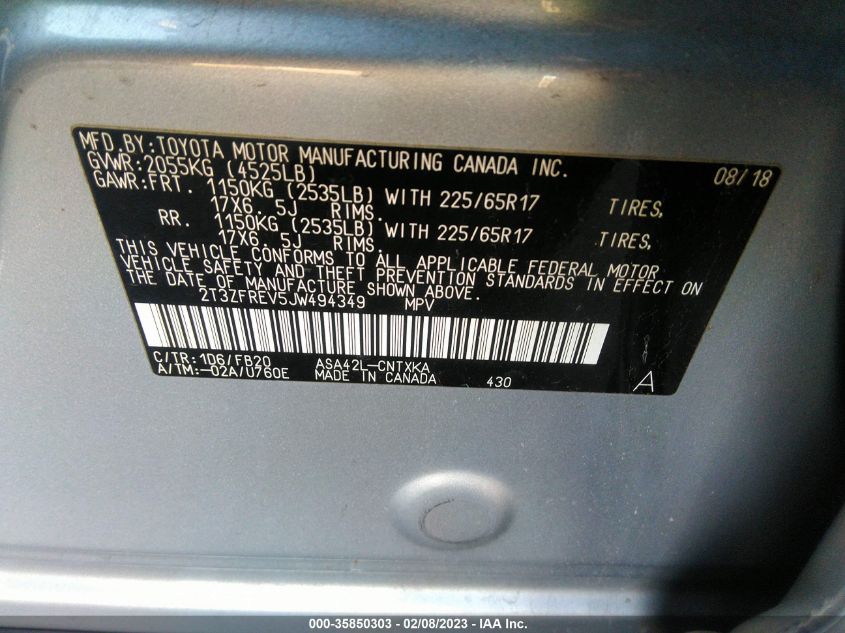 MFD.BY:TOYOTA MOTOR MANUFACTURING CANADA INC. 08/18
GVWR:2055KG (4525LB)
GAWR:FRT. 1150KG (2535LB) WITH 225/65R17 TIRES,
17X6.5J RIMS.
RR. 1150KG (2535LB) WITH 225/65R17 TIRES,
17X6.5J RIMS.
THIS VEHICLE CONFORMS TO ALL APPLICABLE FEDERAL MOTOR
VEHICLE SAFETY AND THEFT PREVENTION STANDARDS IN EFFECT ON
THE DATE OF MANUFACTURE SHOWN ABOVE.
2T3ZFREV5JW494349 MPV
C/TR:1D6/FB20 ASA42L-CNTXKA
A/TM:-02A/U760E MADE IN CANADA 430 A
000-35850303 - 02/08/2023 - IAA Inc.